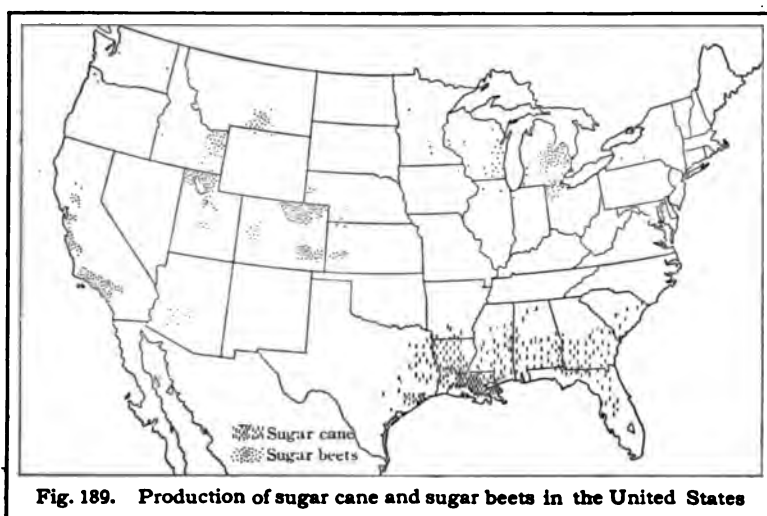 Sugar cane
Sugar beets
Fig. 189. Production of sugar cane and sugar beets in the United States